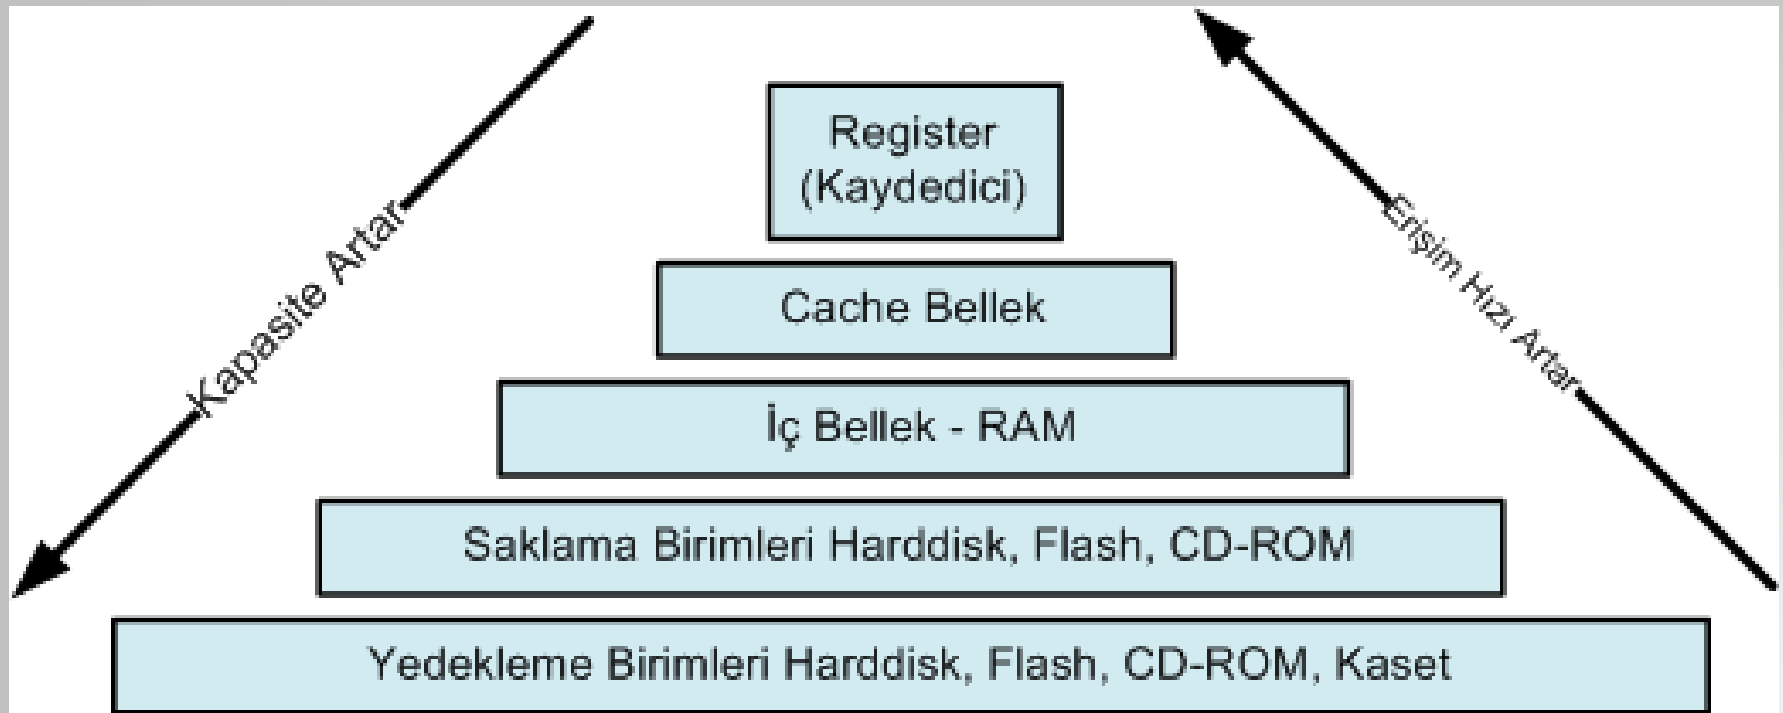 Register
(Kaydedici)
Kapasite Artar
Erişim Hızı Artar
Cache Bellek
İç Bellek - RAM
Saklama Birimleri Harddisk, Flash, CD-ROM
Yedekleme Birimleri Harddisk, Flash, CD-ROM, Kaset